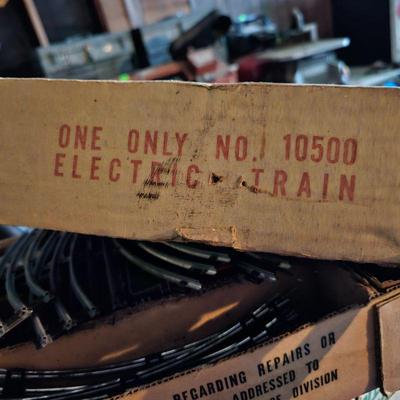 ONE ONLY NO. 10500
ELECTRIC TRAIN
REGARDING REPAIRS OR
ADDRESSED TO
DIVISION